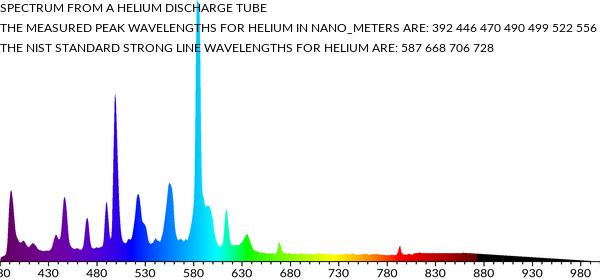 SPECTRUM FROM A HELIUM DISCHARGE TUBE
THE MEASURED PEAK WAVELENGTHS FOR HELIUM IN NANO_METERS ARE: 392 446 470 490 499 522 556
THE NIST STANDARD STRONG LINE WAVELENGTHS FOR HELIUM ARE: 587 668 706 728
80 430 480 530 580 630 680 730 780 830 880 930 980